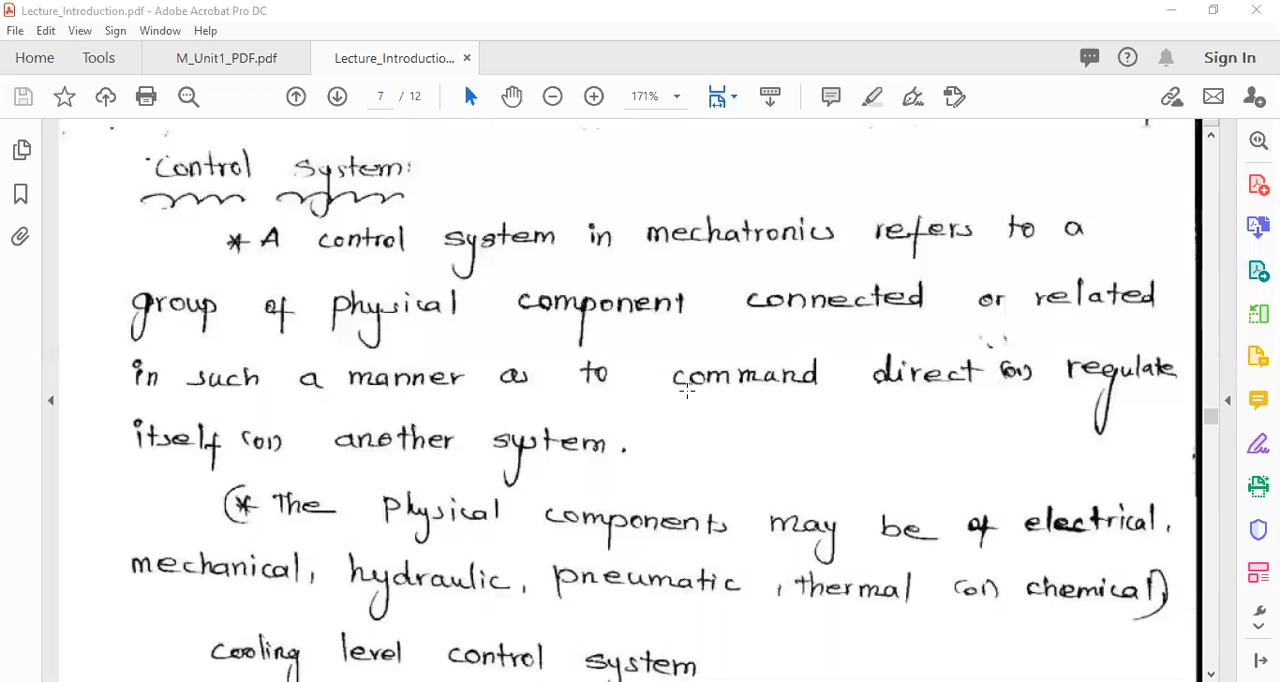 Lecture_Introduction.pdf - Adobe Acrobat Pro DC
File Edit View Sign Window Help
Home Tools M_Unit1_PDF.pdf Lecture_Introductio... × Sign In
7 / 12 171%
Control System:
* A control system in mechatronics refers to a
group of physical component connected or related
in such a manner as to command direct (or) regulate
itself (or) another system.
(* The physical components may be of electrical,
mechanical, hydraulic, pneumatic, thermal (or) chemical)
cooling level control system